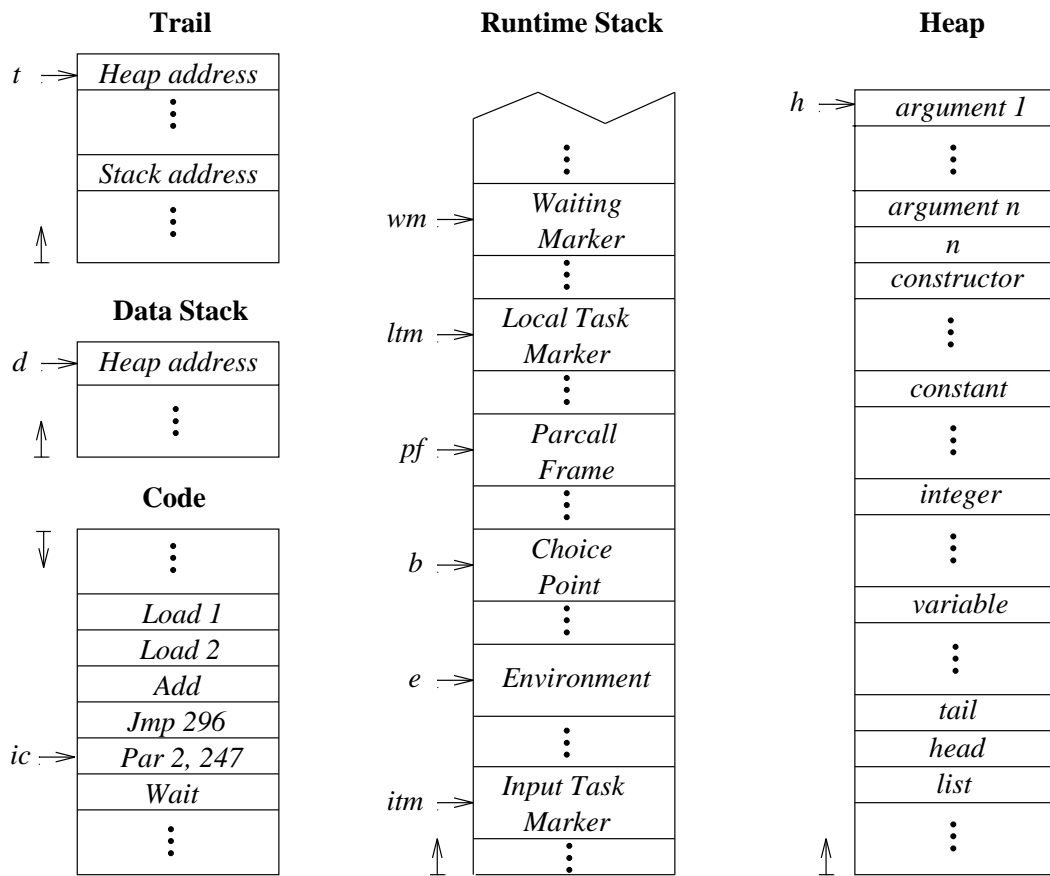 Trail
t
Heap address
Stack address
Data Stack
d
Heap address
Code
Load 1
Load 2
Add
Jmp 296
ic
Par 2, 247
Wait
Runtime Stack
wm
Waiting
Marker
ltm
Local Task
Marker
pf
Parcall
Frame
b
Choice
Point
e
Environment
itm
Input Task
Marker
Heap
h
argument 1
argument n
n
constructor
constant
integer
variable
tail
head
list